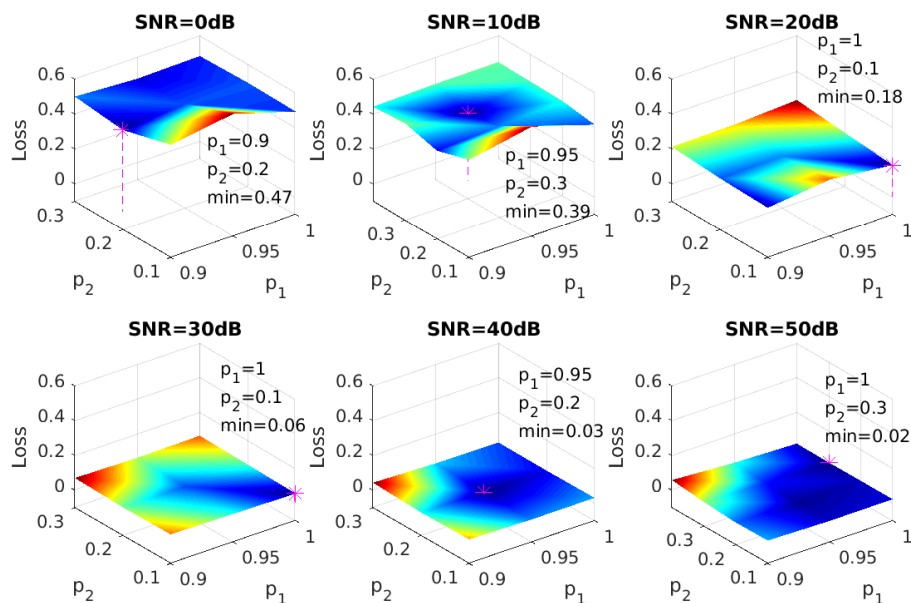 SNR=0dB
0.6
0.4
0.2
0
Loss
0.3
0.2
0.1
p2
0.9
0.95
1
p1
p1=0.9
p2=0.2
min=0.47
SNR=10dB
0.6
0.4
0.2
0
Loss
0.3
0.2
0.1
p2
0.9
0.95
1
p1
p1=0.95
p2=0.3
min=0.39
SNR=20dB
0.6
0.4
0.2
0
Loss
0.3
0.2
0.1
p2
0.9
0.95
1
p1
p1=1
p2=0.1
min=0.18
SNR=30dB
0.6
0.4
0.2
0
Loss
0.3
0.2
0.1
p2
0.9
0.95
1
p1
p1=1
p2=0.1
min=0.06
SNR=40dB
0.6
0.4
0.2
0
Loss
0.3
0.2
0.1
p2
0.9
0.95
1
p1
p1=0.95
p2=0.2
min=0.03
SNR=50dB
0.6
0.4
0.2
0
Loss
0.3
0.2
0.1
p2
0.9
0.95
1
p1
p1=1
p2=0.3
min=0.02